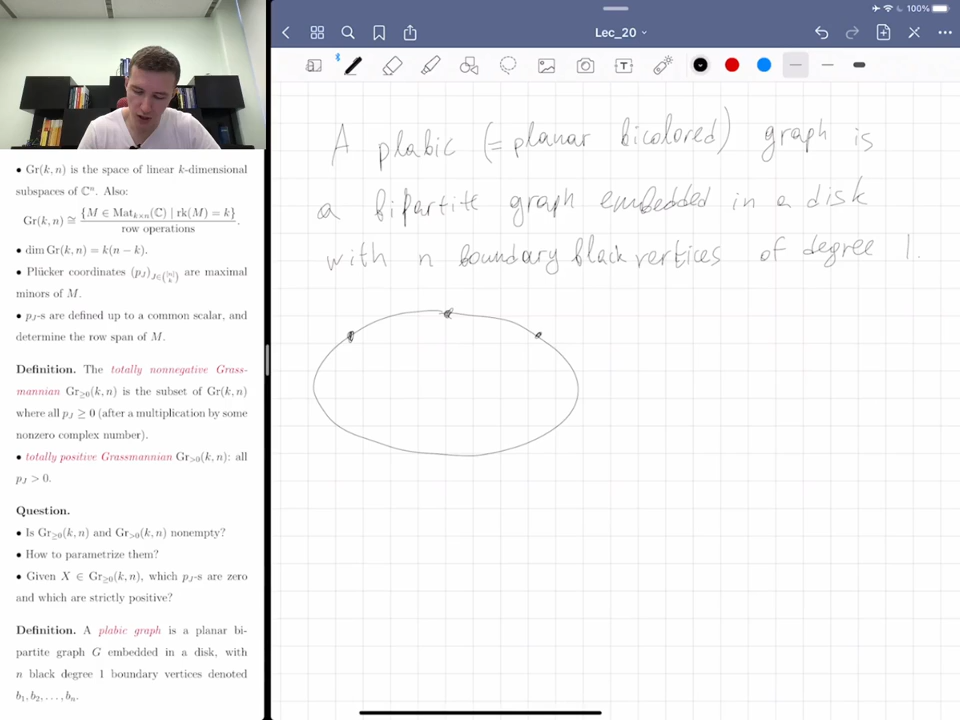 100%
Lec_20
• Gr(k, n) is the space of linear k-dimensional
subspaces of ℂⁿ. Also:
Gr(k, n) ≅ {M ∈ Mat_{k×n}(ℂ) | rk(M) = k} / row operations.
• dim Gr(k, n) = k(n − k).
• Plücker coordinates (p_J)_{J∈([n] choose k)} are maximal
minors of M.
• p_J-s are defined up to a common scalar, and
determine the row span of M.
Definition. The totally nonnegative Grass-
mannian Gr_{≥0}(k, n) is the subset of Gr(k, n)
where all p_J ≥ 0 (after a multiplication by some
nonzero complex number).
• totally positive Grassmannian Gr_{>0}(k, n): all
p_J > 0.
Question.
• Is Gr_{≥0}(k, n) and Gr_{>0}(k, n) nonempty?
• How to parametrize them?
• Given X ∈ Gr_{≥0}(k, n), which p_J-s are zero
and which are strictly positive?
Definition. A plabic graph is a planar bi-
partite graph G embedded in a disk, with
n black degree 1 boundary vertices denoted
b₁, b₂, . . . , bₙ.
A plabic (= planar bicolored) graph is
a bipartite graph embedded in a disk
with n boundary black vertices of degree 1.